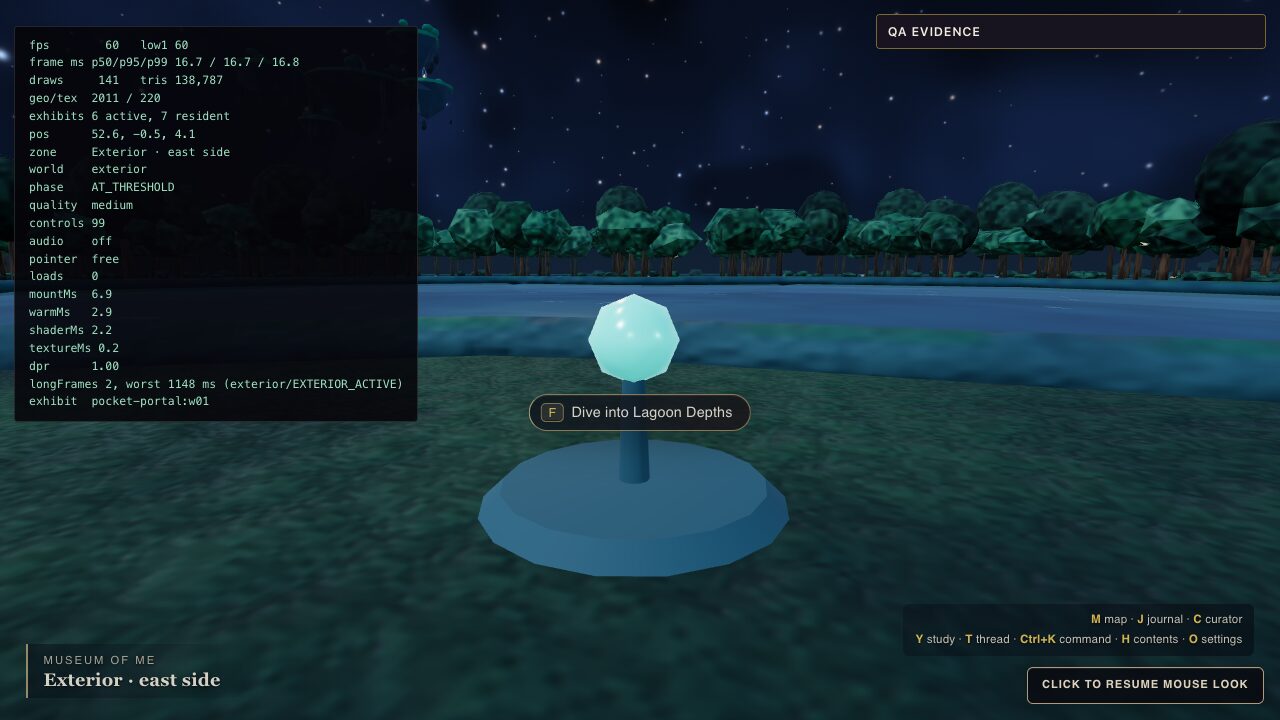 fps 60 low1 60
frame ms p50/p95/p99 16.7 / 16.7 / 16.8
draws 141 tris 138,787
geo/tex 2011 / 220
exhibits 6 active, 7 resident
pos 52.6, −0.5, 4.1
zone Exterior · east side
world exterior
phase AT_THRESHOLD
quality medium
controls 99
audio off
pointer free
loads 0
mountMs 6.9
warmMs 2.9
shaderMs 2.2
textureMs 0.2
dpr 1.00
longFrames 2, worst 1148 ms (exterior/EXTERIOR_ACTIVE)
exhibit pocket-portal:w01
QA EVIDENCE
F Dive into Lagoon Depths
M map · J journal · C curator
Y study · T thread · Ctrl+K command · H contents · O settings
MUSEUM OF ME
Exterior · east side
CLICK TO RESUME MOUSE LOOK